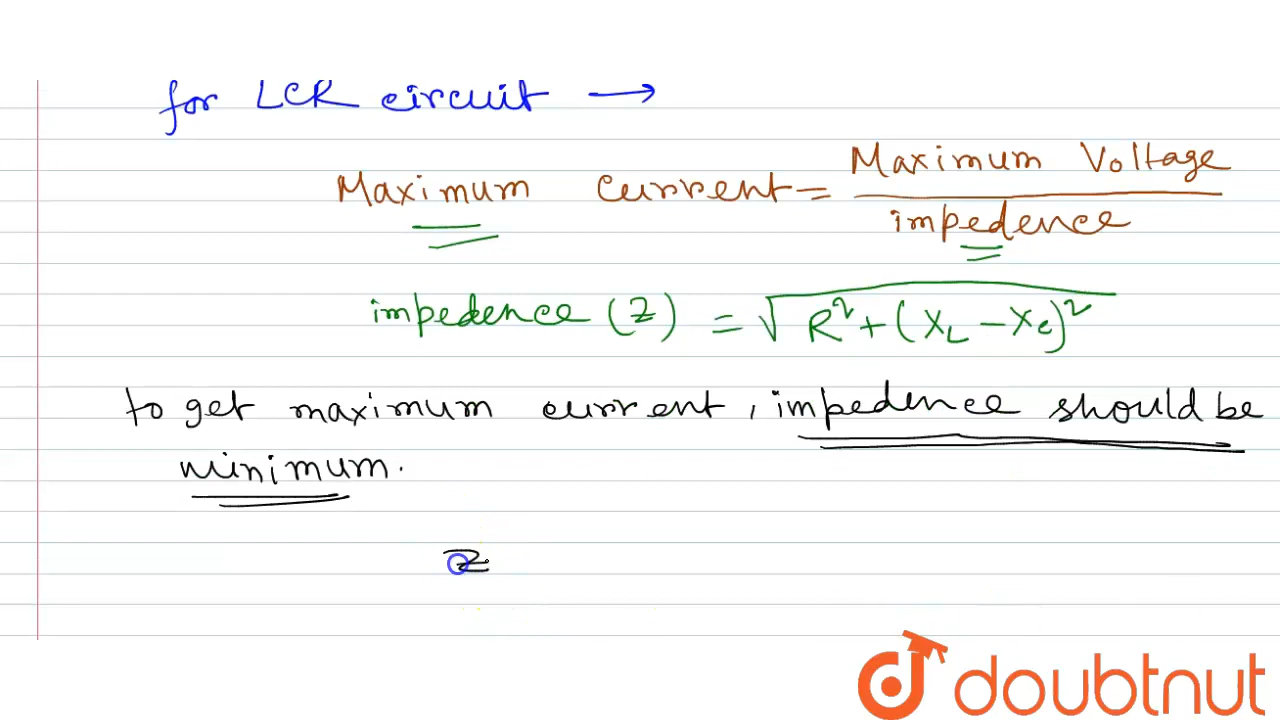 for LCR circuit →
Maximum current = Maximum Voltage / impedence
impedence (Z) = √R² + (XL − Xc)²
to get maximum current, impedence should be
minimum.
Z
doubtnut